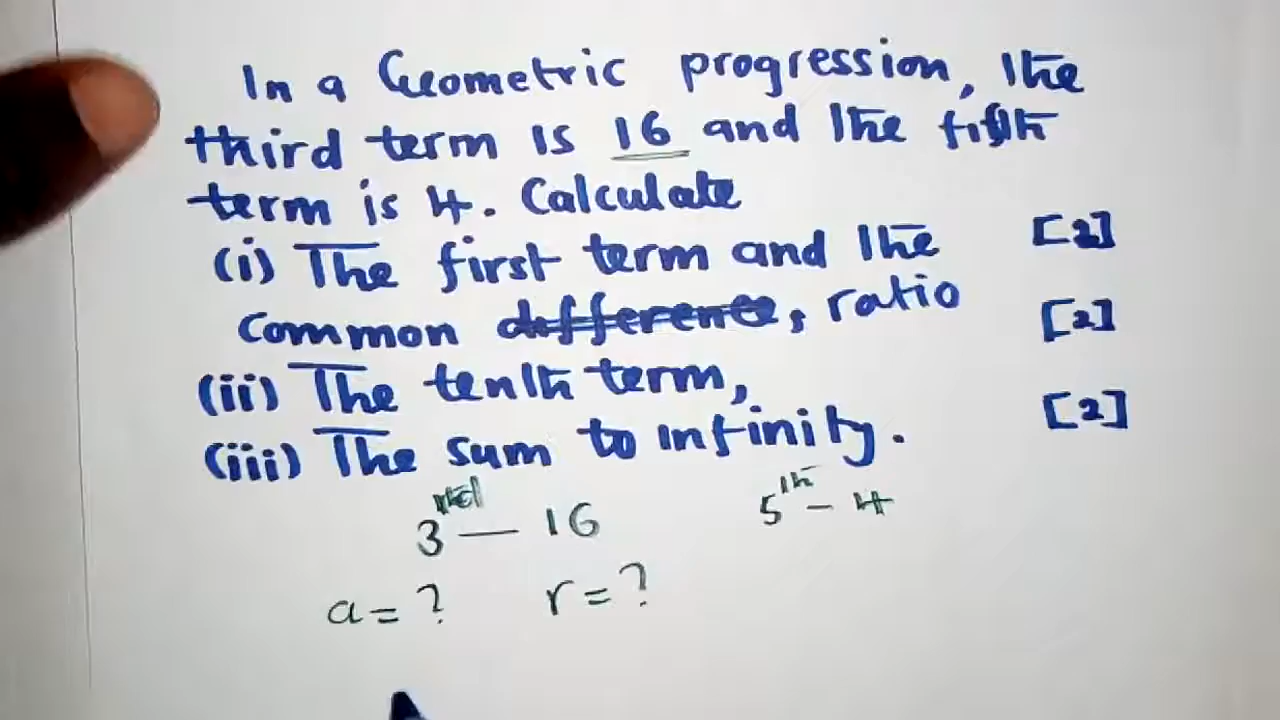 In a Geometric progression, the
third term is 16 and the fifth
term is 4. Calculate
(i) The first term and the [2]
common difference, ratio
(ii) The tenth term, [2]
(iii) The sum to infinity. [2]
3rd — 16 5th - 4
a = ? r = ?